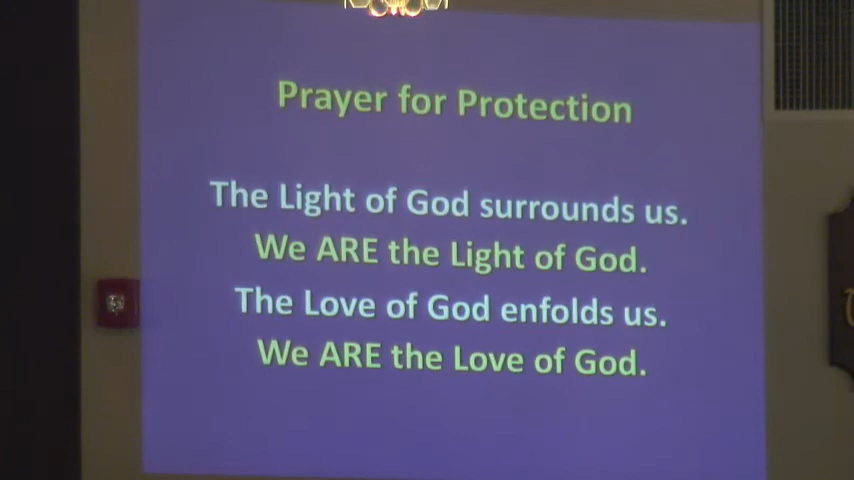 Prayer for Protection
The Light of God surrounds us.
We ARE the Light of God.
The Love of God enfolds us.
We ARE the Love of God.